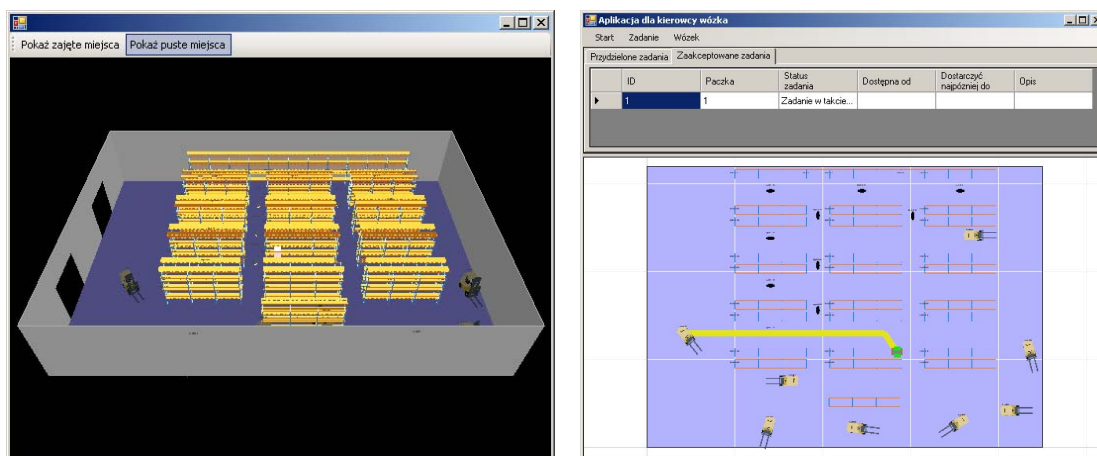 Pokaż zajęte miejsca Pokaż puste miejsca
Aplikacja dla kierowcy wózka
Start Zadanie Wózek
Przydzielone zadania Zaakceptowane zadania
ID Paczka Status zadania Dostępna od Dostarczyć najpóźniej do Opis
1 1 Zadanie w takcie...